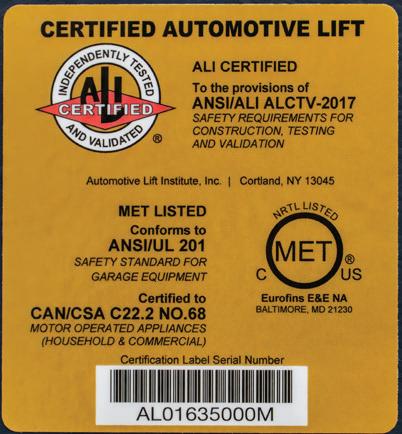 CERTIFIED AUTOMOTIVE LIFT
INDEPENDENTLY TESTED
ALI
CERTIFIED
AND VALIDATED
®
ALI CERTIFIED
To the provisions of
ANSI/ALI ALCTV-2017
SAFETY REQUIREMENTS FOR
CONSTRUCTION, TESTING
AND VALIDATION
Automotive Lift Institute, Inc. | Cortland, NY 13045
MET LISTED
Conforms to
ANSI/UL 201
SAFETY STANDARD FOR
GARAGE EQUIPMENT
Certified to
CAN/CSA C22.2 NO.68
MOTOR OPERATED APPLIANCES
(HOUSEHOLD & COMMERCIAL)
NRTL LISTED
MET
®
C US
Eurofins E&E NA
BALTIMORE, MD 21230
Certification Label Serial Number
AL01635000M